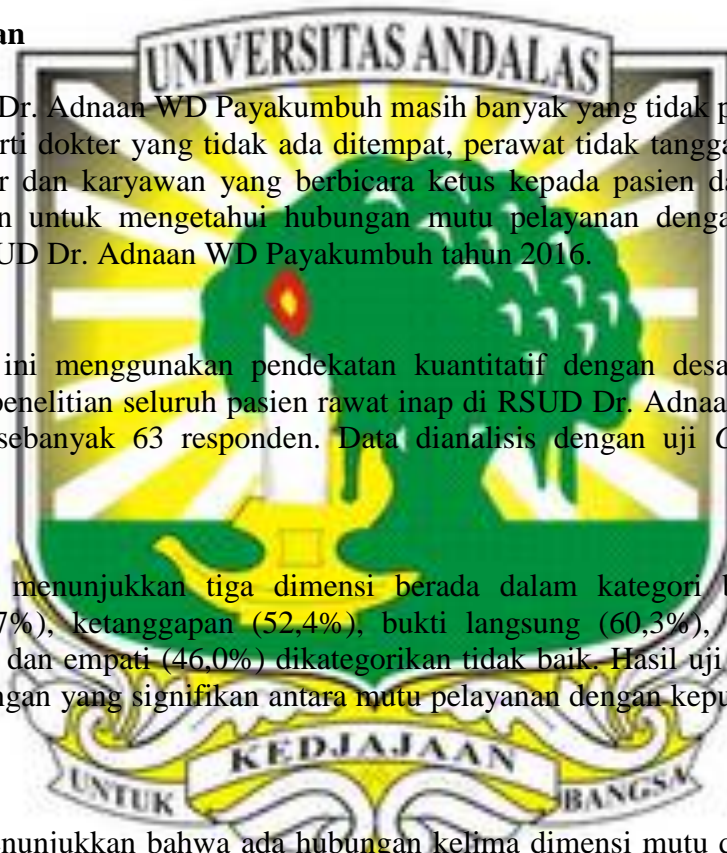 an
UNIVERSITAS ANDALAS
Dr. Adnaan WD Payakumbuh masih banyak yang tidak p
rti dokter yang tidak ada ditempat, perawat tidak tangga
r dan karyawan yang berbicara ketus kepada pasien da
n untuk mengetahui hubungan mutu pelayanan denga
UD Dr. Adnaan WD Payakumbuh tahun 2016.
ini menggunakan pendekatan kuantitatif dengan desa
penelitian seluruh pasien rawat inap di RSUD Dr. Adnaa
sebanyak 63 responden. Data dianalisis dengan uji C
menunjukkan tiga dimensi berada dalam kategori b
7%), ketanggapan (52,4%), bukti langsung (60,3%),
dan empati (46,0%) dikategorikan tidak baik. Hasil uji
ngan yang signifikan antara mutu pelayanan dengan kepu
KEDJAJAAN
UNTUK BANGSA
enunjukkan bahwa ada hubungan kelima dimensi mutu d